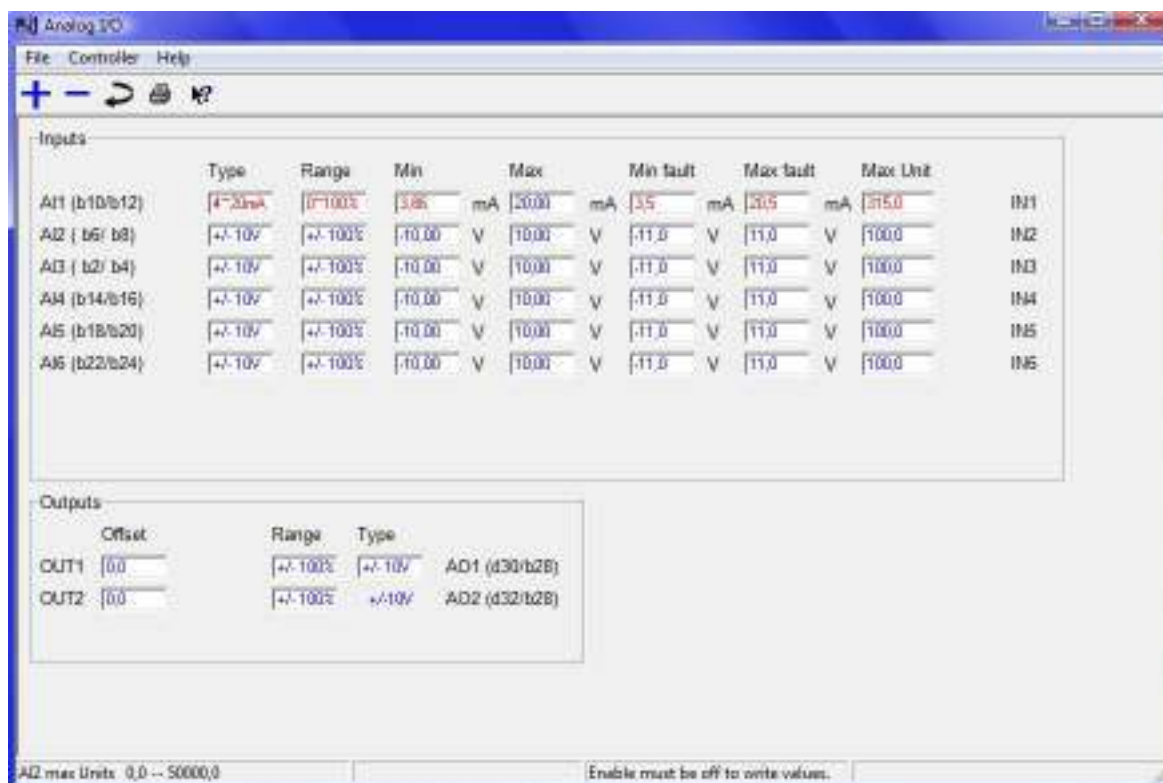 Analog I/O
File Controller Help
Inputs
Type Range Min Max Min fault Max fault Max Unit
AI1 (b10/b12) 4-20mA 0-100% 3,86 mA 20,00 mA 3,5 mA 20,5 mA 315,0 IN1
AI2 ( b6/ b8) +/- 10V +/- 100% -10,00 V 10,00 V -11,0 V 11,0 V 100,0 IN2
AI3 ( b2/ b4) +/- 10V +/- 100% -10,00 V 10,00 V -11,0 V 11,0 V 100,0 IN3
AI4 (b14/b16) +/- 10V +/- 100% -10,00 V 10,00 V -11,0 V 11,0 V 100,0 IN4
AI5 (b18/b20) +/- 10V +/- 100% -10,00 V 10,00 V -11,0 V 11,0 V 100,0 IN5
AI6 (b22/b24) +/- 10V +/- 100% -10,00 V 10,00 V -11,0 V 11,0 V 100,0 IN6
Outputs
Offset Range Type
OUT1 0,0 +/- 100% +/- 10V AO1 (d30/b28)
OUT2 0,0 +/- 100% +/-10V AO2 (d32/b28)
AI2 max Units 0,0 -- 50000,0 Enable must be off to write values.